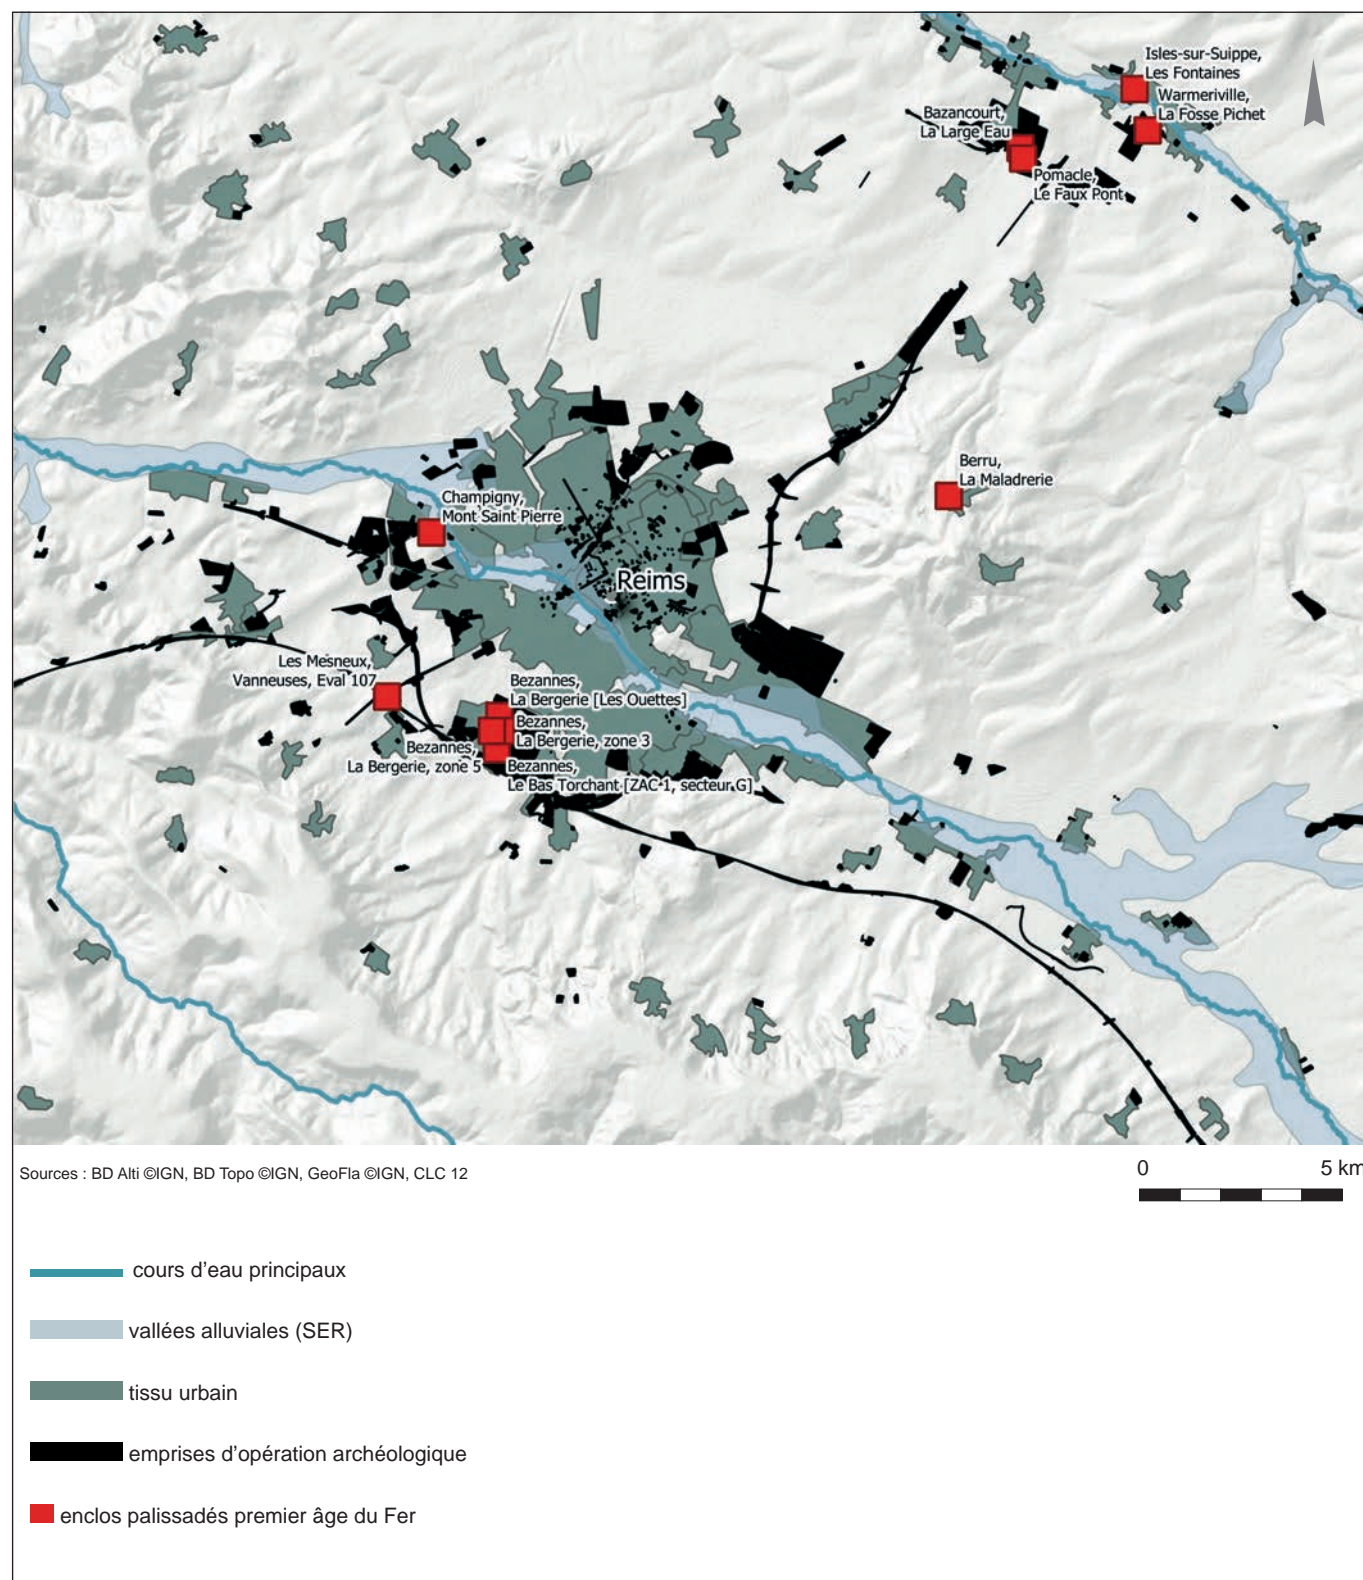 Isles-sur-Suippe,
Les Fontaines
Warmeriville,
La Fosse Pichet
Bazancourt,
La Large Eau
Pomacle,
Le Faux Pont
Berru,
La Maladrerie
Champigny,
Mont Saint Pierre
Reims
Les Mesneux,
Vanneuses, Eval 107
Bezannes,
La Bergerie [Les Ouettes]
Bezannes,
La Bergerie, zone 3
Bezannes,
La Bergerie, zone 5
Bezannes,
Le Bas Torchant [ZAC 1, secteur G]
Sources : BD Alti ©IGN, BD Topo ©IGN, GeoFla ©IGN, CLC 12
0 5 km
cours d'eau principaux
vallées alluviales (SER)
tissu urbain
emprises d'opération archéologique
enclos palissadés premier âge du Fer